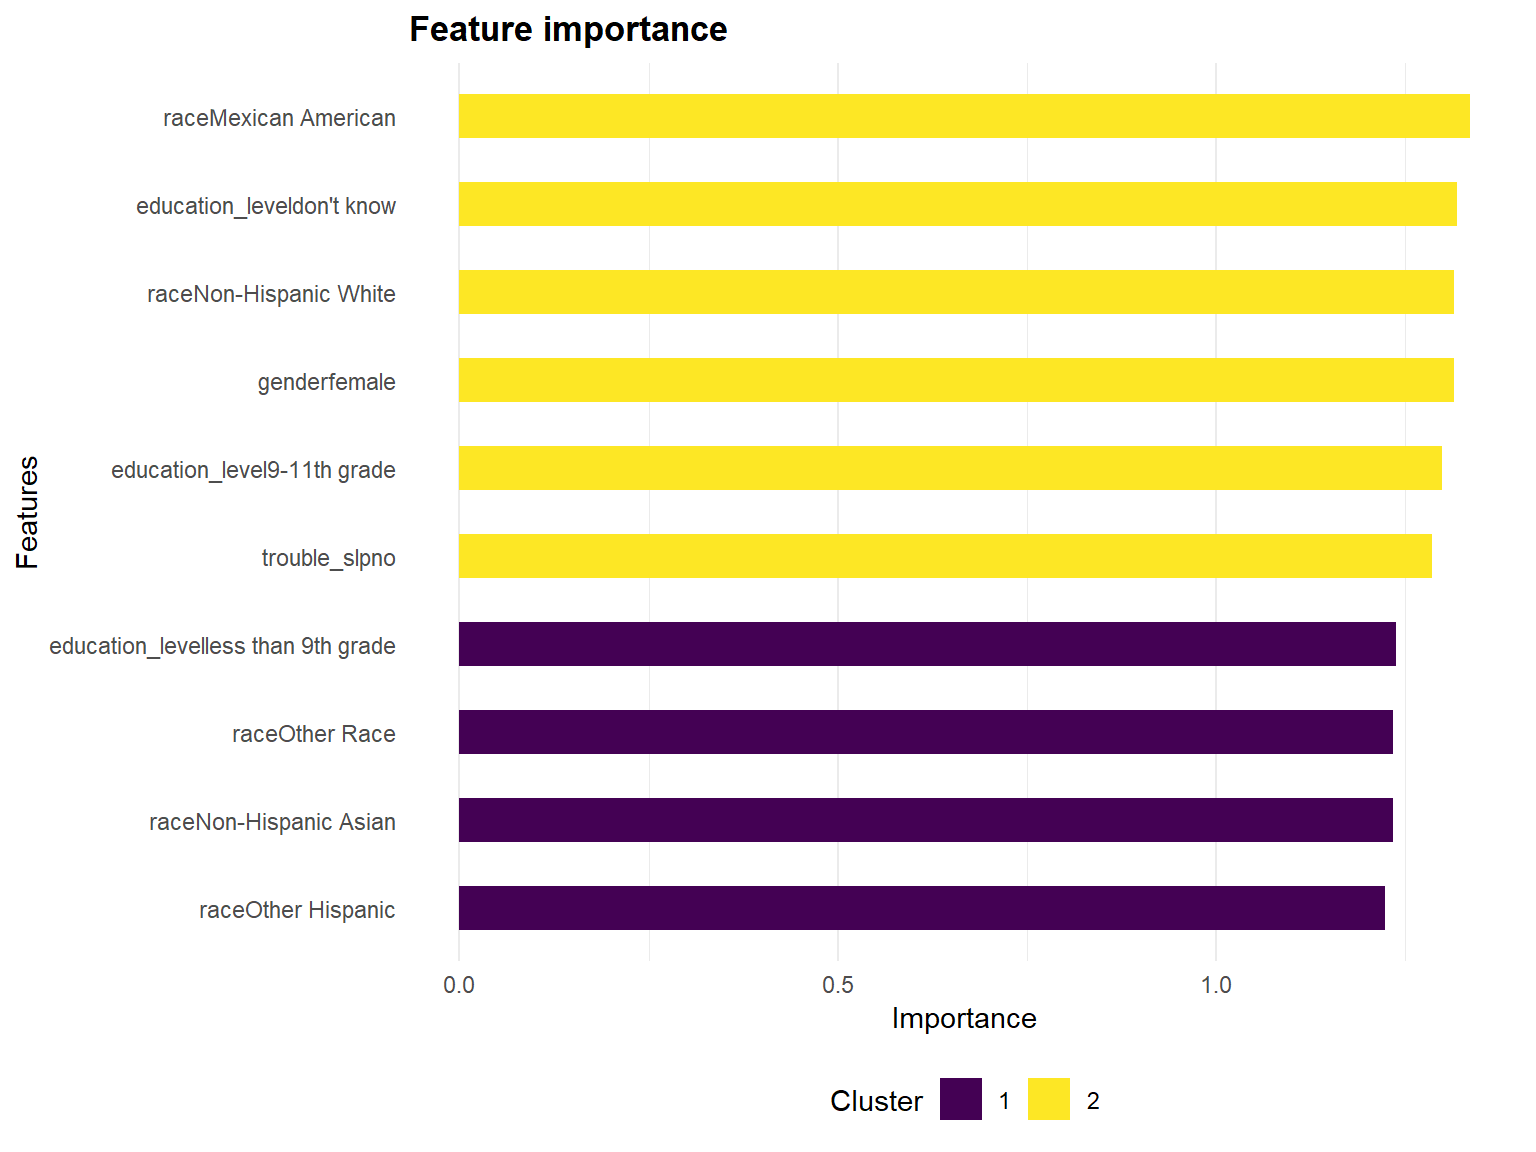 Feature importance
raceMexican American
education_leveldon't know
raceNon-Hispanic White
genderfemale
education_level9-11th grade
trouble_slpno
education_levelless than 9th grade
raceOther Race
raceNon-Hispanic Asian
raceOther Hispanic
Features
0.0 0.5 1.0
Importance
Cluster 1 2